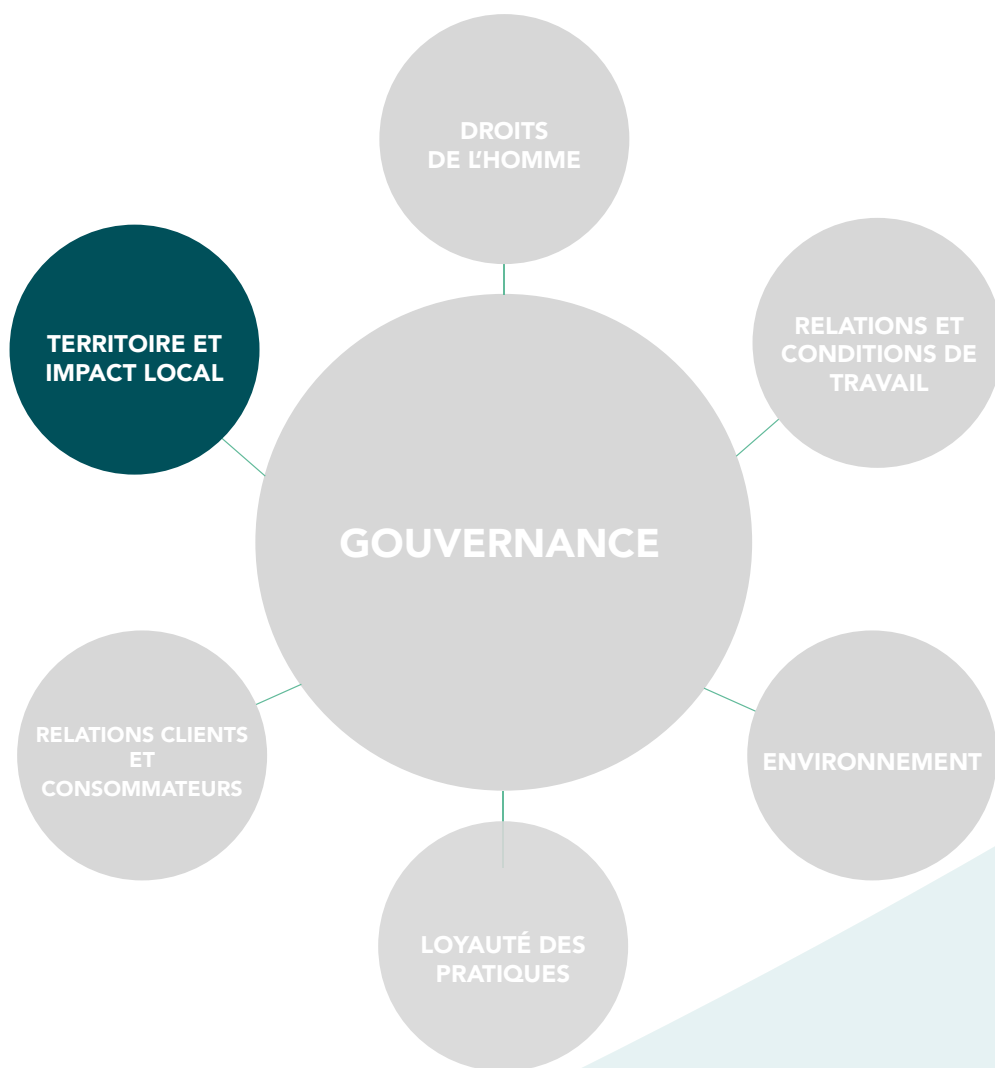 DROITS
DE L'HOMME
TERRITOIRE ET
IMPACT LOCAL
RELATIONS ET
CONDITIONS DE
TRAVAIL
GOUVERNANCE
RELATIONS CLIENTS
ET
CONSOMMATEURS
ENVIRONNEMENT
LOYAUTÉ DES
PRATIQUES